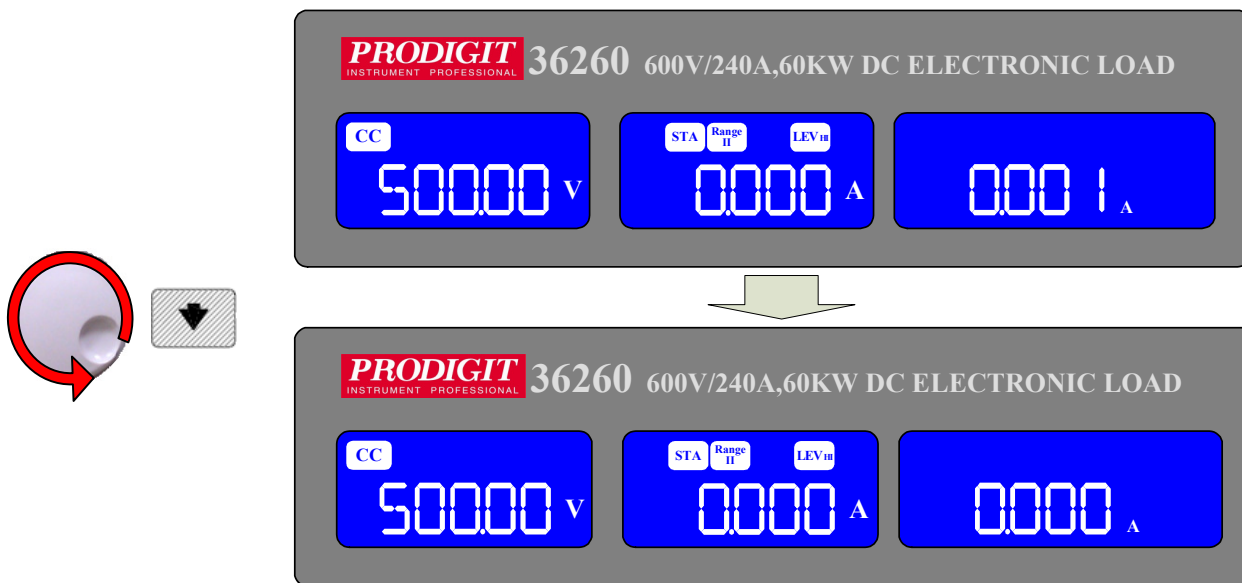 PRODIGIT 36260 600V/240A,60KW DC ELECTRONIC LOAD
INSTRUMENT PROFESSIONAL
CC STA Range II LEV HI
500.00 V 0.000 A 0.001 A
PRODIGIT 36260 600V/240A,60KW DC ELECTRONIC LOAD
INSTRUMENT PROFESSIONAL
CC STA Range II LEV HI
500.00 V 0.000 A 0.000 A